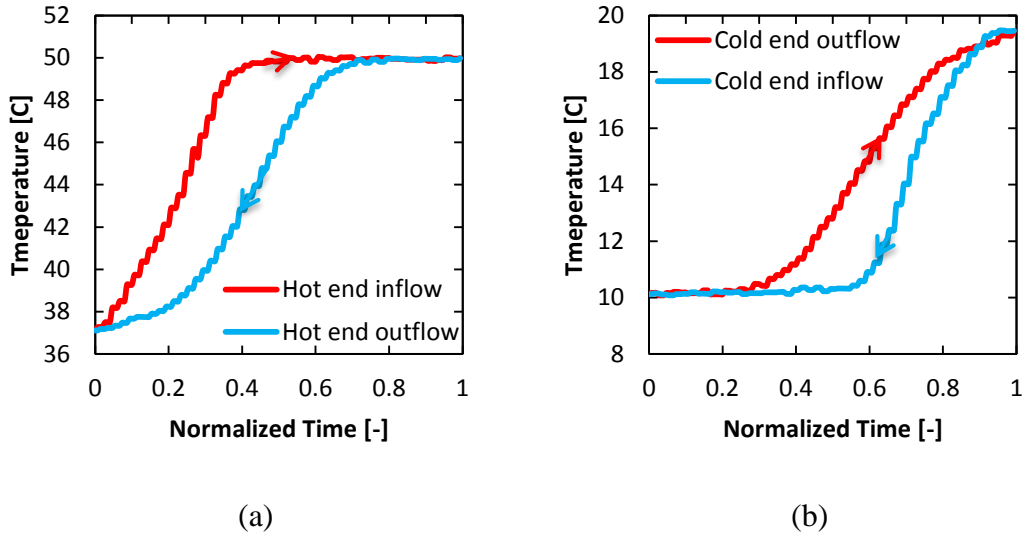 52
50
48
46
44
42
40
38
36
Tmeperature [C]
Hot end inflow
Hot end outflow
0 0.2 0.4 0.6 0.8 1
Normalized Time [-]
(a)
20
18
16
14
12
10
8
Tmeperature [C]
Cold end outflow
Cold end inflow
0 0.2 0.4 0.6 0.8 1
Normalized Time [-]
(b)